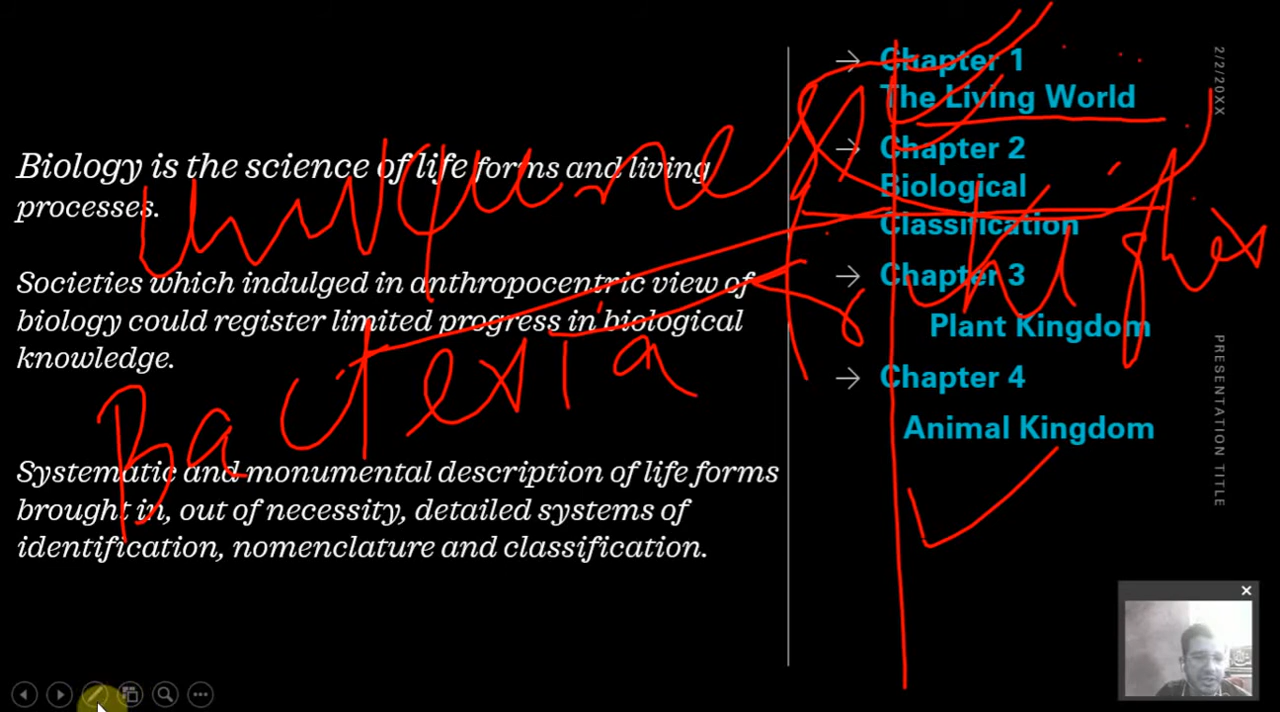 Biology is the science of life forms and living
processes.
Societies which indulged in anthropocentric view of
biology could register limited progress in biological
knowledge.
Systematic and monumental description of life forms
brought in, out of necessity, detailed systems of
identification, nomenclature and classification.
→ Chapter 1
The Living World
→ Chapter 2
Biological
Classification
→ Chapter 3
Plant Kingdom
→ Chapter 4
Animal Kingdom
2/2/20XX
PRESENTATION TITLE
Bacteria
higher